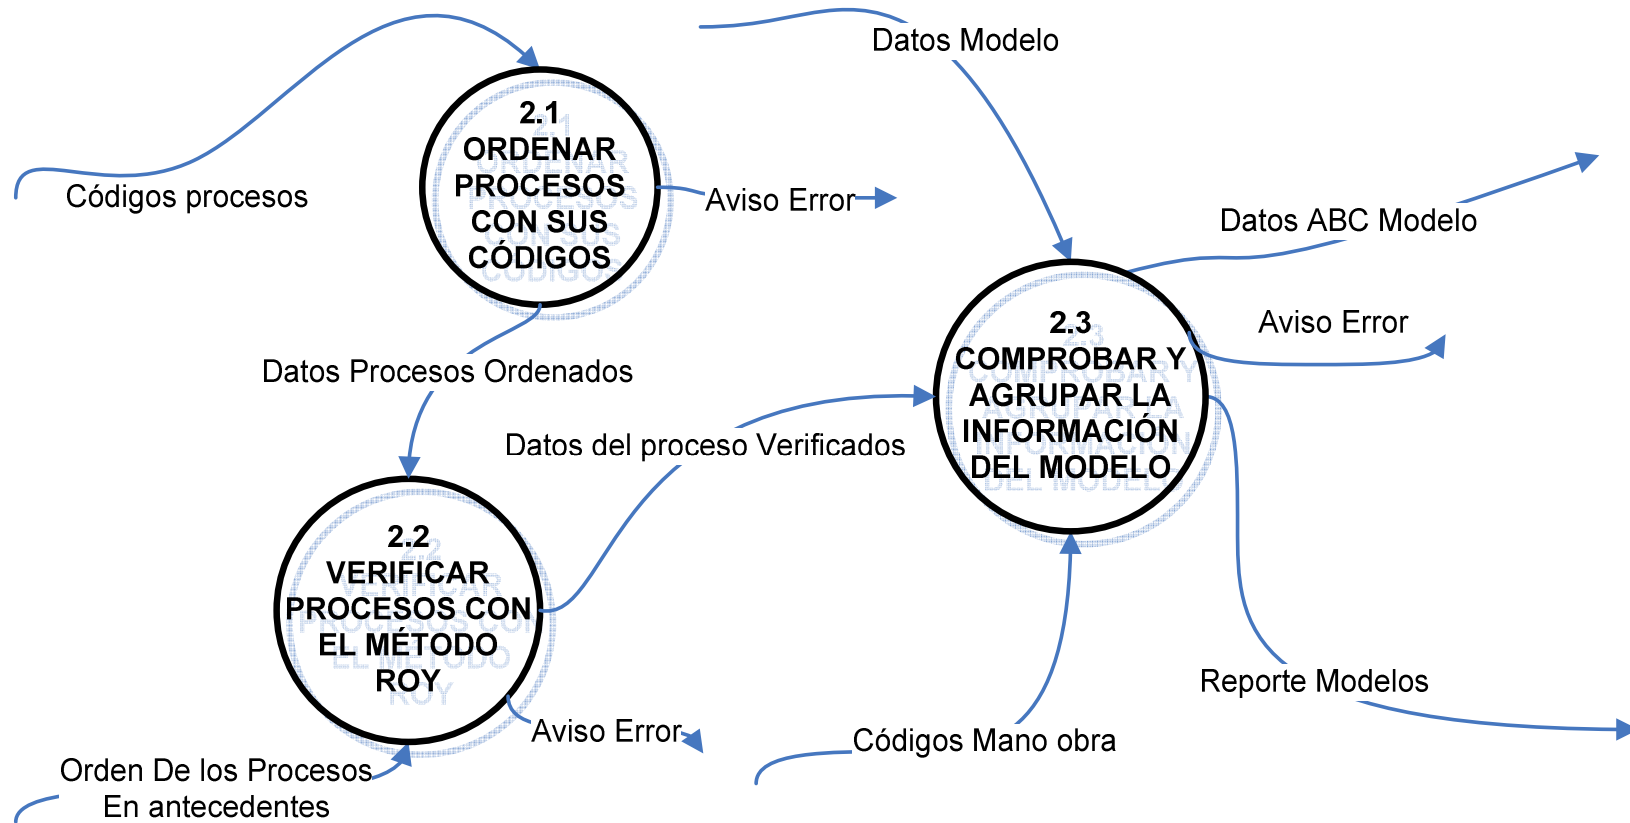 Datos Modelo
2.1
ORDENAR
PROCESOS
CON SUS
CÓDIGOS
Códigos procesos
Aviso Error
Datos ABC Modelo
Aviso Error
2.3
COMPROBAR Y
AGRUPAR LA
INFORMACIÓN
DEL MODELO
Datos Procesos Ordenados
Datos del proceso Verificados
2.2
VERIFICAR
PROCESOS CON
EL MÉTODO
ROY
Reporte Modelos
Aviso Error
Códigos Mano obra
Orden De los Procesos
En antecedentes